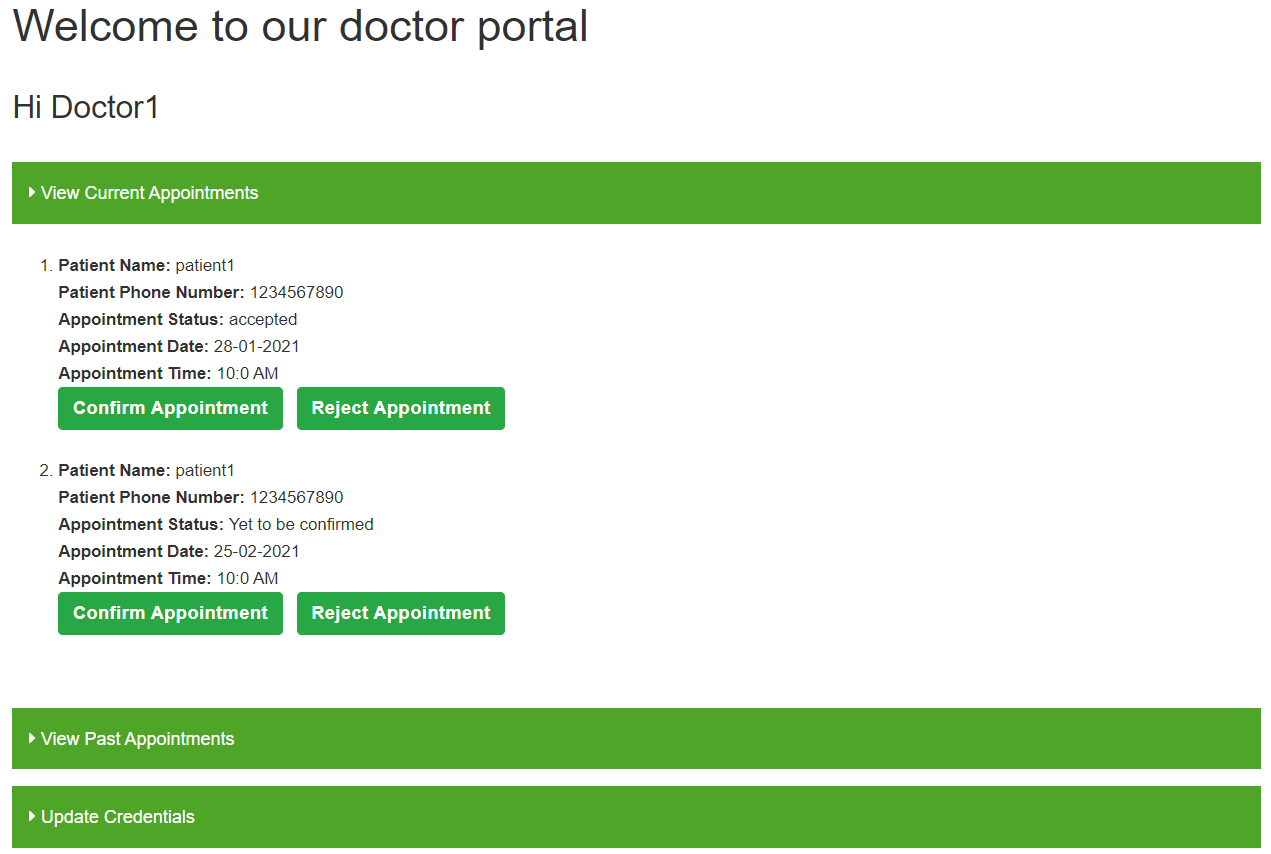 Welcome to our doctor portal
Hi Doctor1
View Current Appointments
1. Patient Name: patient1
Patient Phone Number: 1234567890
Appointment Status: accepted
Appointment Date: 28-01-2021
Appointment Time: 10:0 AM
Confirm Appointment Reject Appointment
2. Patient Name: patient1
Patient Phone Number: 1234567890
Appointment Status: Yet to be confirmed
Appointment Date: 25-02-2021
Appointment Time: 10:0 AM
Confirm Appointment Reject Appointment
View Past Appointments
Update Credentials